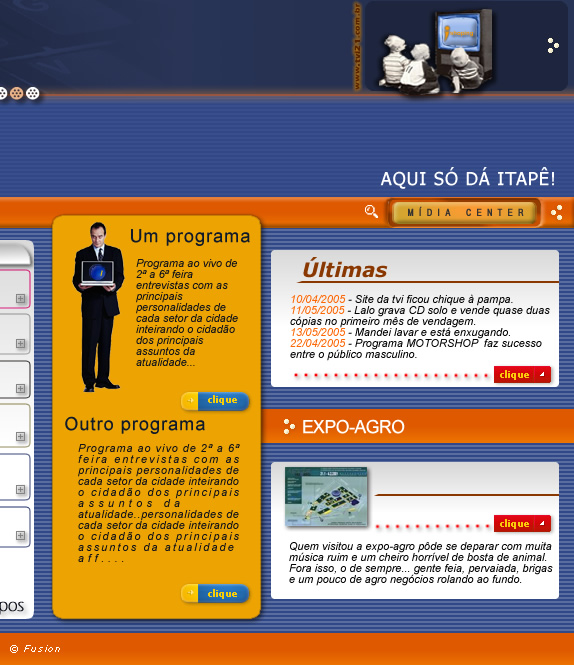 www.tv24.com.br
AQUI SÓ DÁ ITAPÊ!
MÍDIA CENTER
Um programa
Programa ao vivo de
2ª a 6ª feira
entrevistas com as
principais
personalidades de
cada setor da cidade
inteirando o cidadão
dos principais
assuntos da
atualidade...
clique
Outro programa
Programa ao vivo de 2ª a 6ª
feira entrevistas com as
principais personalidades de
cada setor da cidade inteirando
o cidadão dos principais
assuntos da
atualidade..personalidades de
cada setor da cidade inteirando
o cidadão dos principais
assuntos da atualidade
aff....
clique
Últimas
10/04/2005 - Site da tvi ficou chique à pampa.
11/05/2005 - Lalo grava CD solo e vende quase duas
cópias no primeiro mês de vendagem.
13/05/2005 - Mandei lavar e está enxugando.
22/04/2005 - Programa MOTORSHOP faz sucesso
entre o público masculino.
clique
EXPO-AGRO
clique
Quem visitou a expo-agro pôde se deparar com muita
música ruim e um cheiro horrível de bosta de animal.
Fora isso, o de sempre... gente feia, pervaiada, brigas
e um pouco de agro negócios rolando ao fundo.
pos
© Fusion